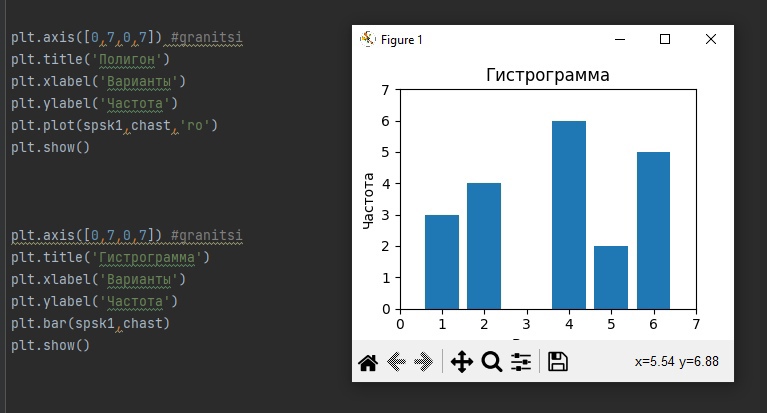 plt.axis([0,7,0,7]) #granitsi
plt.title('Полигон')
plt.xlabel('Варианты')
plt.ylabel('Частота')
plt.plot(spsk1,chast,'ro')
plt.show()
plt.axis([0,7,0,7]) #granitsi
plt.title('Гистрограмма')
plt.xlabel('Варианты')
plt.ylabel('Частота')
plt.bar(spsk1,chast)
plt.show()
Figure 1
Гистрограмма
Частота
7
6
5
4
3
2
1
0
0 1 2 3 4 5 6 7
x=5.54 y=6.88